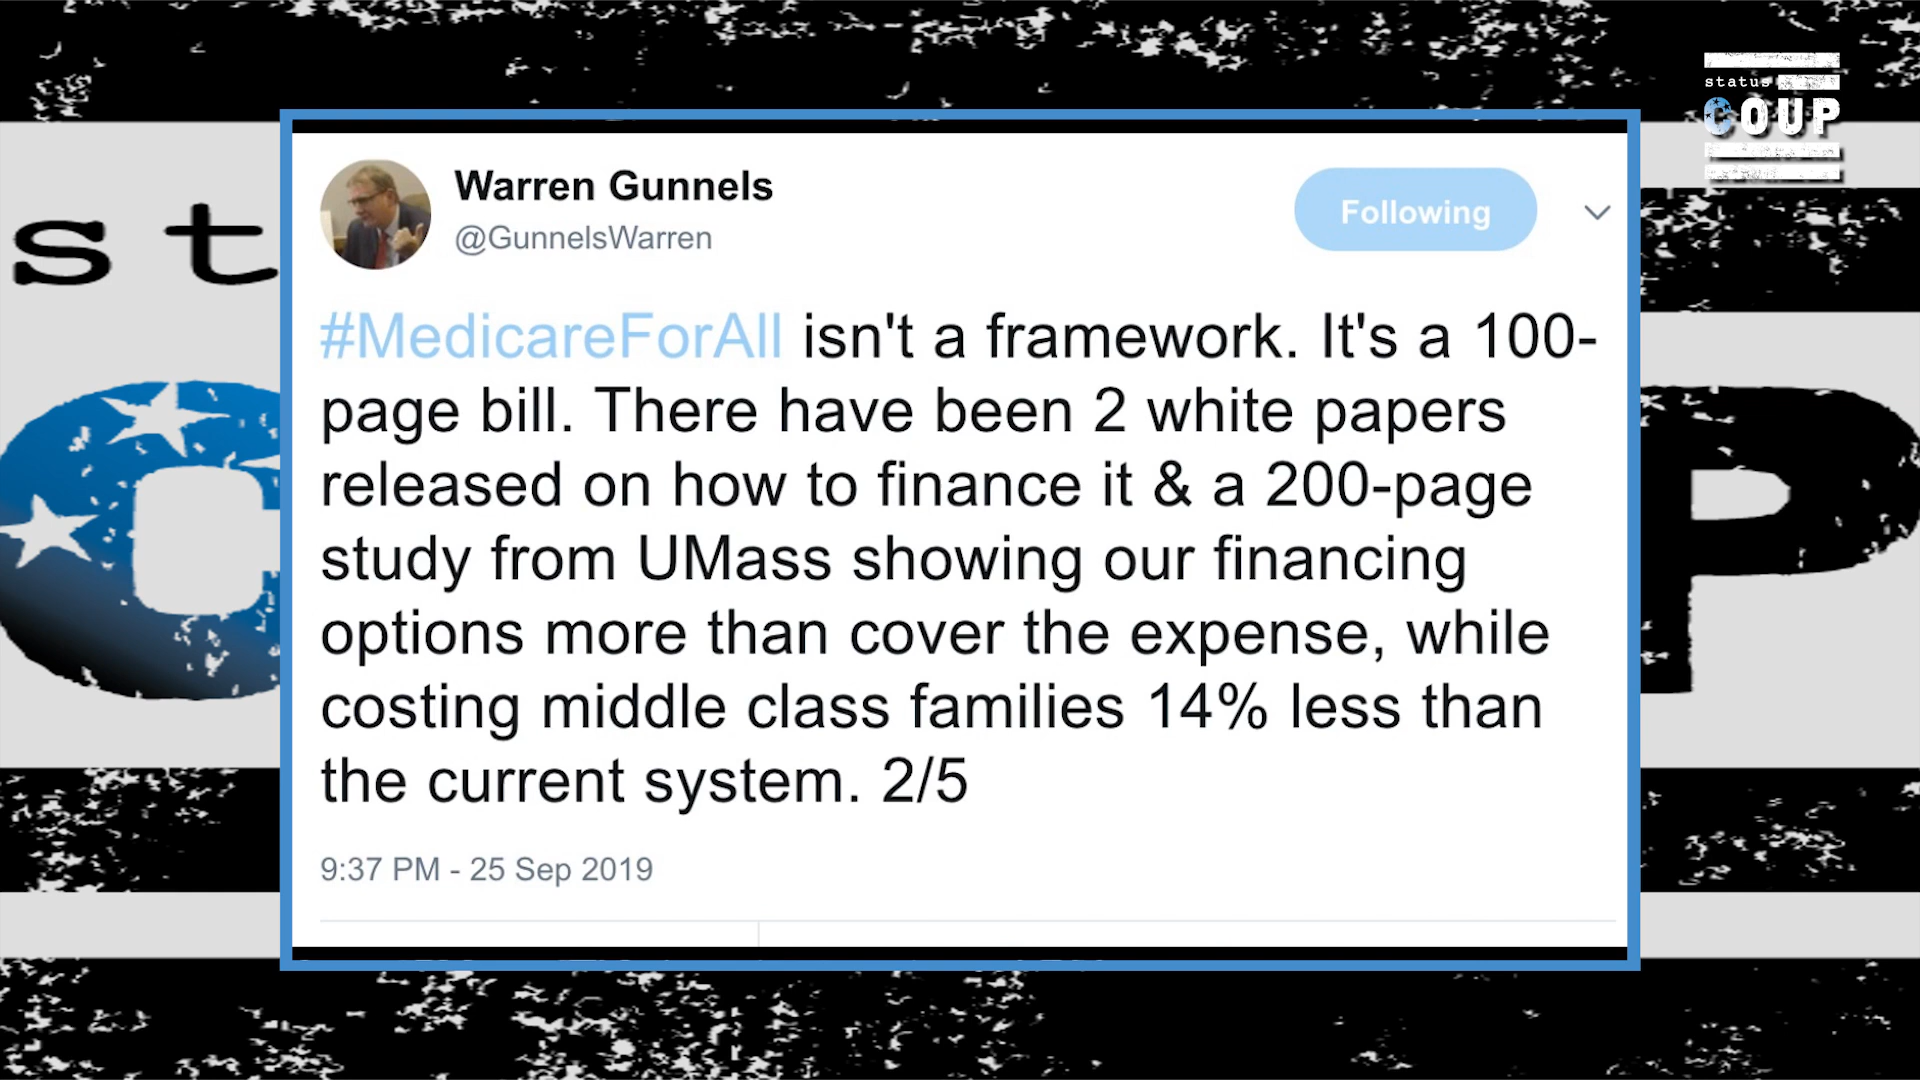 status
COUP
st
C
P
Warren Gunnels
@GunnelsWarren
Following
#MedicareForAll isn't a framework. It's a 100-
page bill. There have been 2 white papers
released on how to finance it & a 200-page
study from UMass showing our financing
options more than cover the expense, while
costing middle class families 14% less than
the current system. 2/5
9:37 PM - 25 Sep 2019